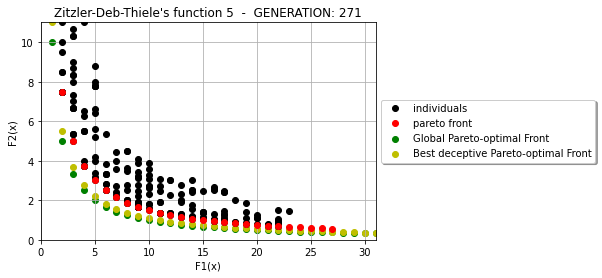 Zitzler-Deb-Thiele's function 5 - GENERATION: 271
10
8
6
4
2
0
F2(x)
0 5 10 15 20 25 30
F1(x)
individuals
pareto front
Global Pareto-optimal Front
Best deceptive Pareto-optimal Front